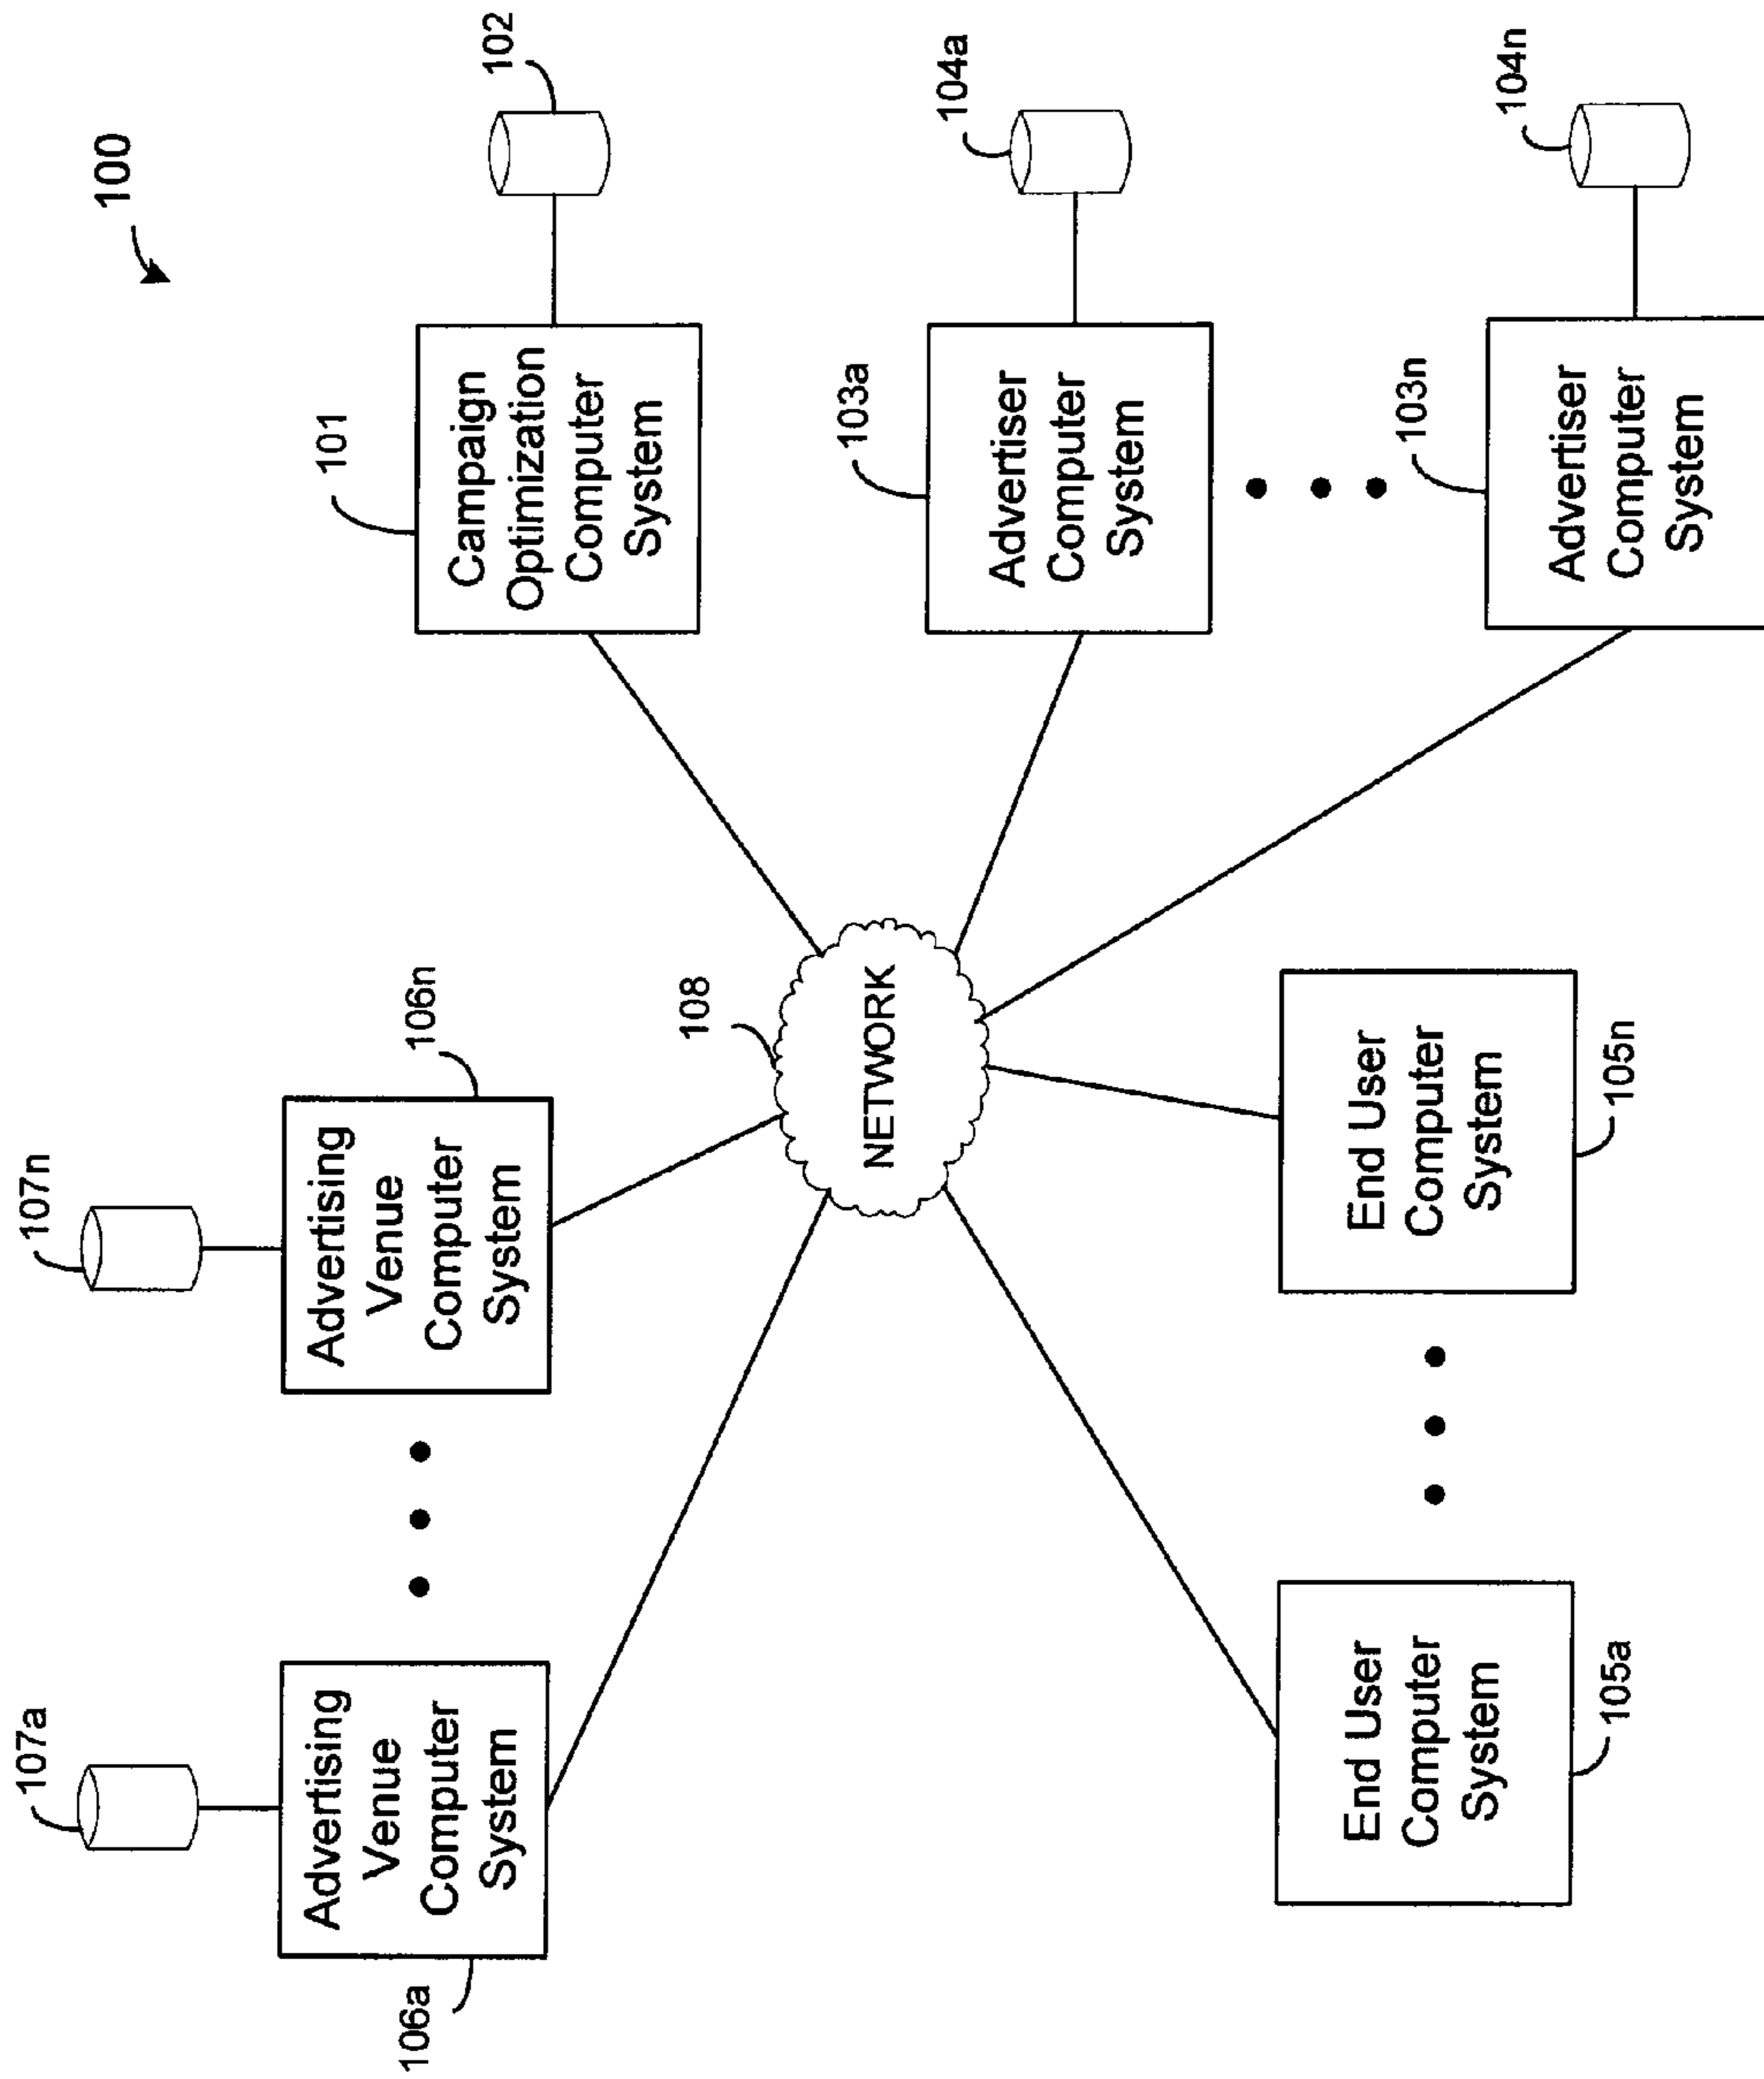 100
107a
107n
Advertising
Venue
Computer
System
106a
Advertising
Venue
Computer
System
106n
101
Campaign
Optimization
Computer
System
102
108
NETWORK
103a
Advertiser
Computer
System
104a
End User
Computer
System
105a
End User
Computer
System
105n
103n
Advertiser
Computer
System
104n